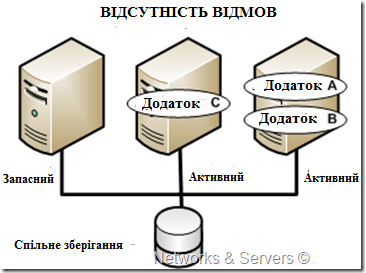 ВІДСУТНІСТЬ ВІДМОВ
Додаток C
Додаток A
Додаток B
Запасний
Активний
Активний
Спільне зберігання
Networks & Servers ©